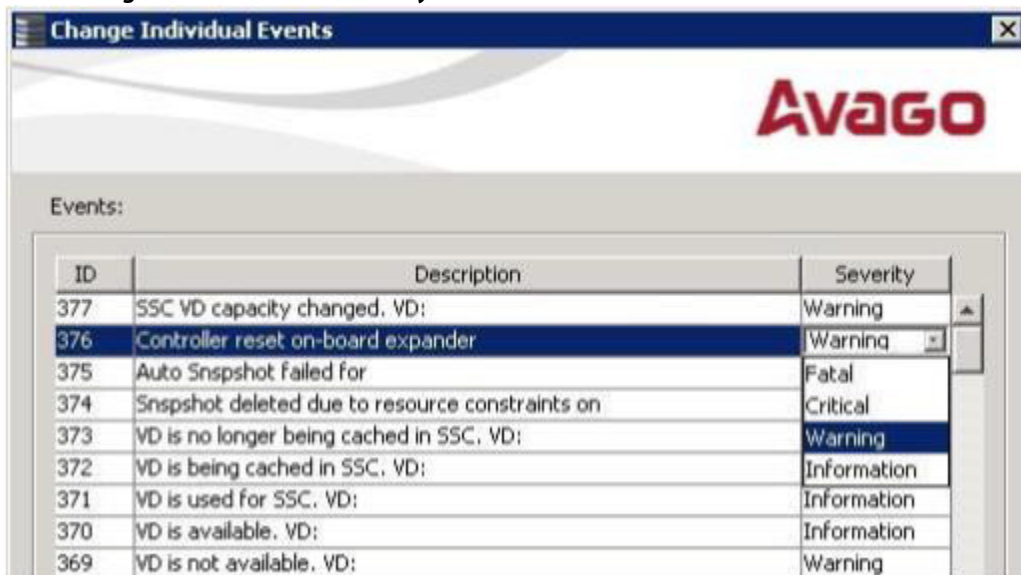 Change Individual Events
Avago
Events:
ID Description Severity
377 SSC VD capacity changed. VD: Warning
376 Controller reset on-board expander Warning
375 Auto Snspshot failed for Fatal
374 Snspshot deleted due to resource constraints on Critical
373 VD is no longer being cached in SSC. VD: Warning
372 VD is being cached in SSC. VD: Information
371 VD is used for SSC. VD: Information
370 VD is available. VD: Information
369 VD is not available. VD: Warning